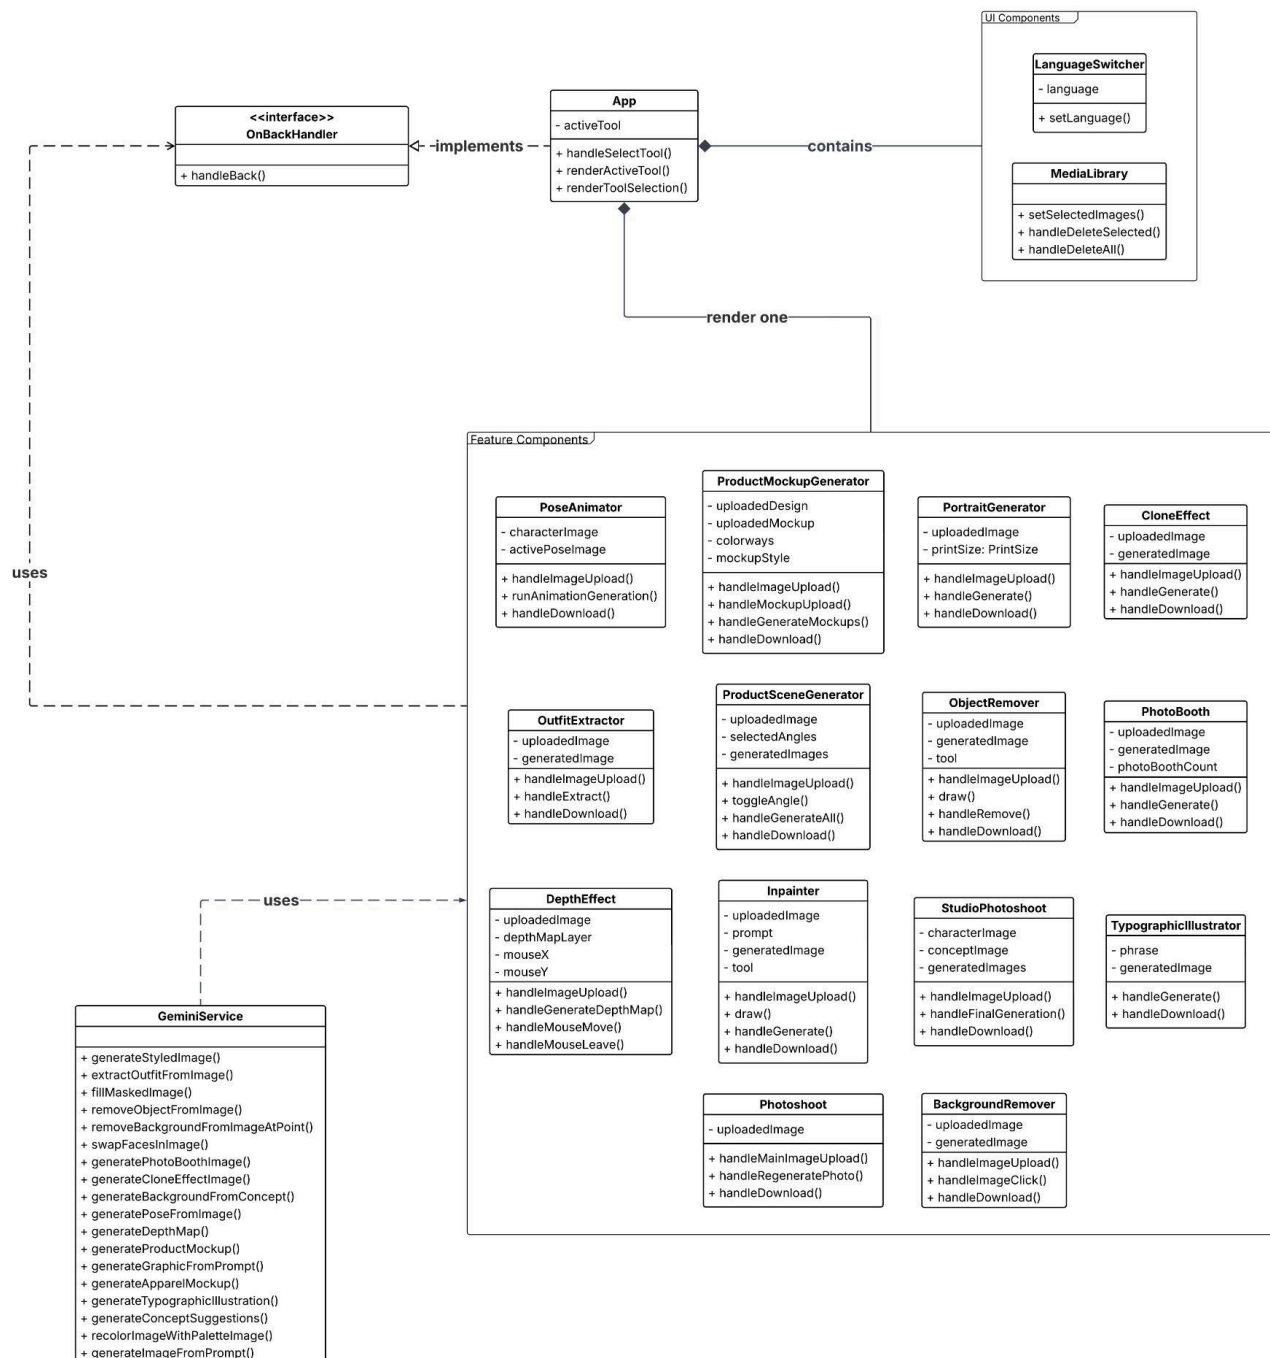 UI Components
LanguageSwitcher
- language
+ setLanguage()
MediaLibrary
+ setSelectedImages()
+ handleDeleteSelected()
+ handleDeleteAll()
<<interface>>
OnBackHandler
+ handleBack()
implements
App
- activeTool
+ handleSelectTool()
+ renderActiveTool()
+ renderToolSelection()
contains
render one
uses
Feature Components
PoseAnimator
- characterImage
- activePoseImage
+ handleImageUpload()
+ runAnimationGeneration()
+ handleDownload()
ProductMockupGenerator
- uploadedDesign
- uploadedMockup
- colorways
- mockupStyle
+ handleImageUpload()
+ handleMockupUpload()
+ handleGenerateMockups()
+ handleDownload()
PortraitGenerator
- uploadedImage
- printSize: PrintSize
+ handleImageUpload()
+ handleGenerate()
+ handleDownload()
CloneEffect
- uploadedImage
- generatedImage
+ handleImageUpload()
+ handleGenerate()
+ handleDownload()
OutfitExtractor
- uploadedImage
- generatedImage
+ handleImageUpload()
+ handleExtract()
+ handleDownload()
ProductSceneGenerator
- uploadedImage
- selectedAngles
- generatedImages
+ handleImageUpload()
+ toggleAngle()
+ handleGenerateAll()
+ handleDownload()
ObjectRemover
- uploadedImage
- generatedImage
- tool
+ handleImageUpload()
+ draw()
+ handleRemove()
+ handleDownload()
PhotoBooth
- uploadedImage
- generatedImage
- photoBoothCount
+ handleImageUpload()
+ handleGenerate()
+ handleDownload()
uses
DepthEffect
- uploadedImage
- depthMapLayer
- mouseX
- mouseY
+ handleImageUpload()
+ handleGenerateDepthMap()
+ handleMouseMove()
+ handleMouseLeave()
Inpainter
- uploadedImage
- prompt
- generatedImage
- tool
+ handleImageUpload()
+ draw()
+ handleGenerate()
+ handleDownload()
StudioPhotoshoot
- characterImage
- conceptImage
- generatedImages
+ handleImageUpload()
+ handleFinalGeneration()
+ handleDownload()
TypographicIllustrator
- phrase
- generatedImage
+ handleGenerate()
+ handleDownload()
Photoshoot
- uploadedImage
+ handleMainImageUpload()
+ handleRegeneratePhoto()
+ handleDownload()
BackgroundRemover
- uploadedImage
- generatedImage
+ handleImageUpload()
+ handleImageClick()
+ handleDownload()
GeminiService
+ generateStyledImage()
+ extractOutfitFromImage()
+ fillMaskedImage()
+ removeObjectFromImage()
+ removeBackgroundFromImageAtPoint()
+ swapFacesInImage()
+ generatePhotoBoothImage()
+ generateCloneEffectImage()
+ generateBackgroundFromConcept()
+ generatePoseFromImage()
+ generateDepthMap()
+ generateProductMockup()
+ generateGraphicFromPrompt()
+ generateApparelMockup()
+ generateTypographicIllustration()
+ generateConceptSuggestions()
+ recolorImageWithPaletteImage()
+ generateImageFromPrompt()